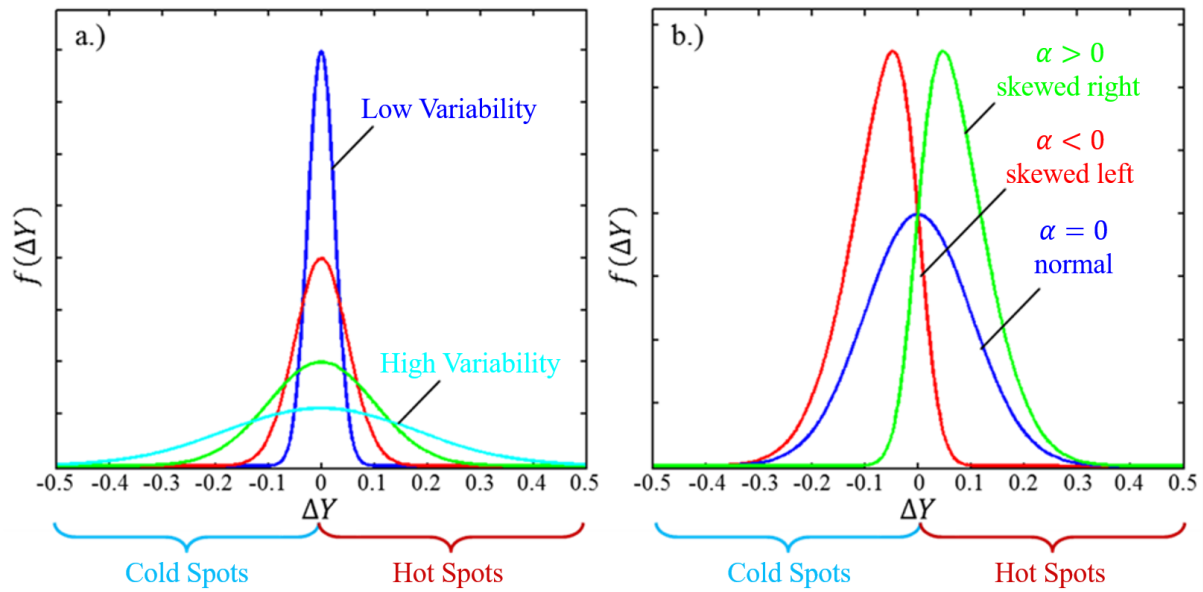 a.)
Low Variability
High Variability
f(ΔY)
-0.5 -0.4 -0.3 -0.2 -0.1 0 0.1 0.2 0.3 0.4 0.5
ΔY
Cold Spots Hot Spots
b.)
α > 0
skewed right
α < 0
skewed left
α = 0
normal
f(ΔY)
-0.5 -0.4 -0.3 -0.2 -0.1 0 0.1 0.2 0.3 0.4 0.5
ΔY
Cold Spots Hot Spots